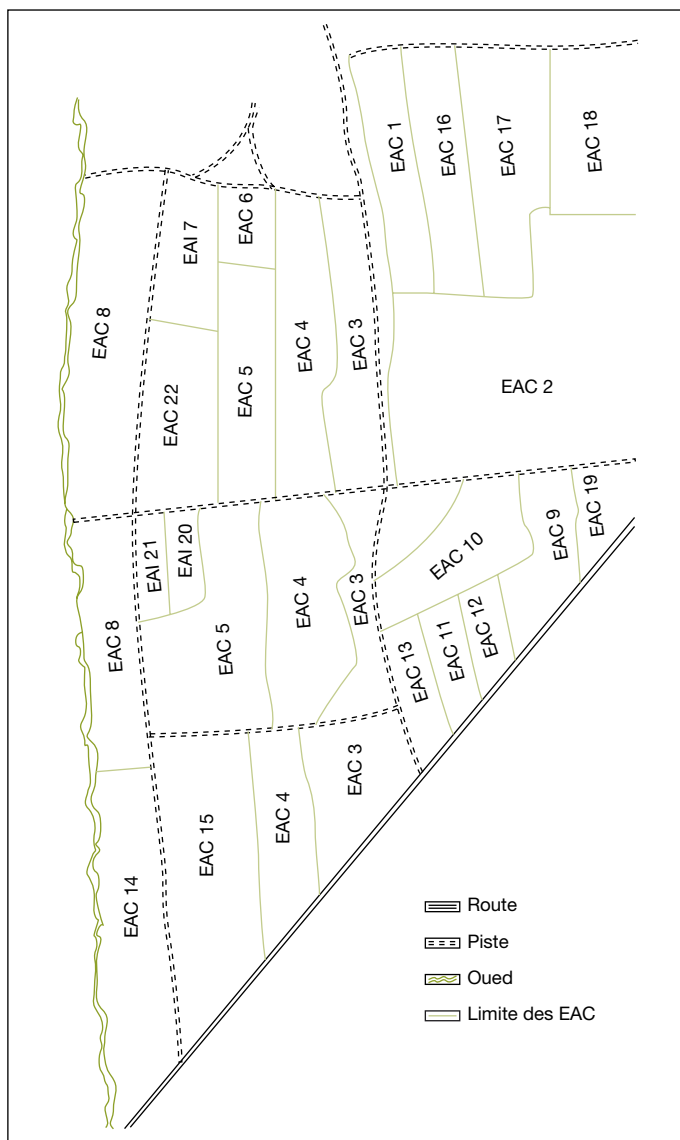 EAC 1
EAC 16
EAC 17
EAC 18
EAC 6
EAI 7
EAC 8
EAC 4
EAC 3
EAC 5
EAC 22
EAC 2
EAC 19
EAC 9
EAC 10
EAI 21
EAI 20
EAC 4
EAC 3
EAC 12
EAC 11
EAC 13
EAC 8
EAC 5
EAC 3
EAC 4
EAC 15
EAC 14
Route
Piste
Oued
Limite des EAC